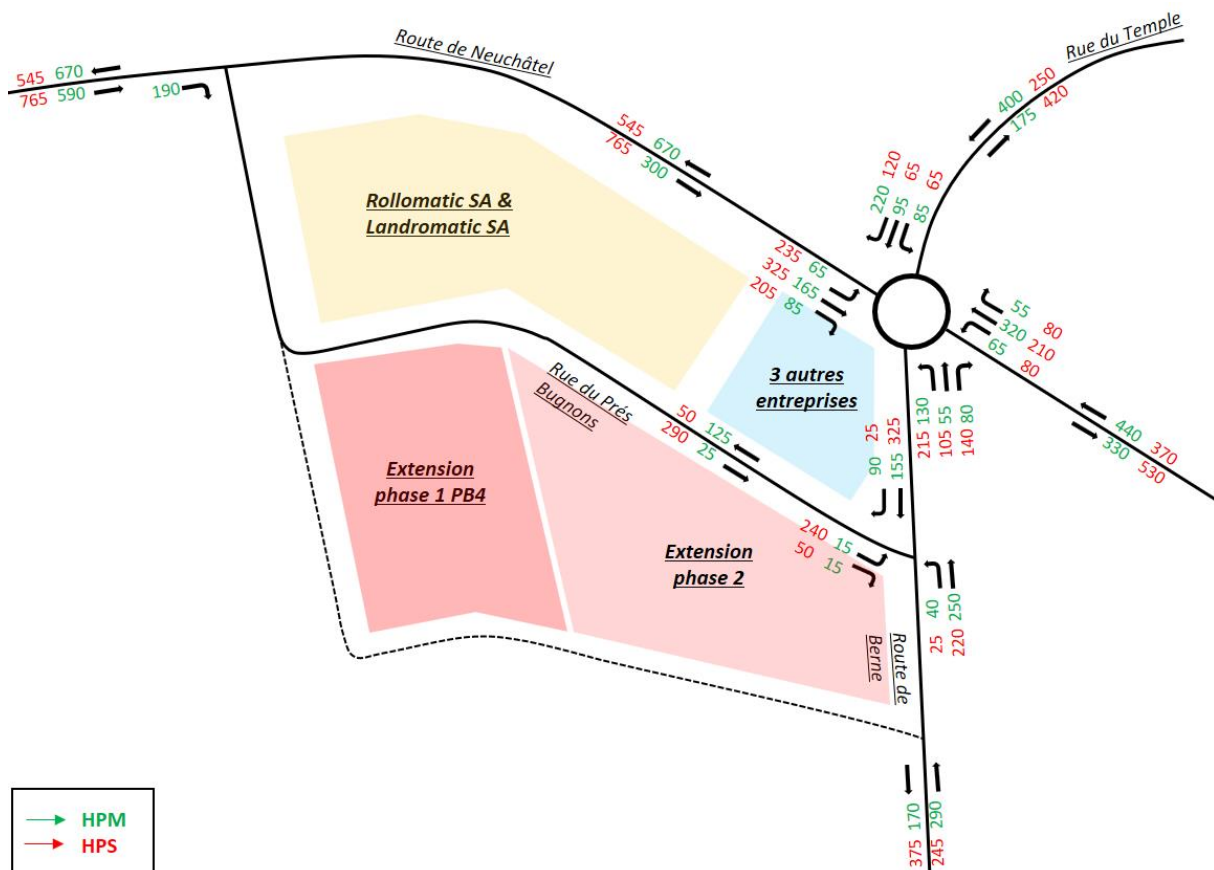 Route de Neuchâtel
Rue du Temple
545 670
765 590
190
400 250
175 420
545 670
765 300
120 65 65
220 95 85
235 65
325 165
205 85
55 80
320 210
65 80
Rollomatic SA &
Landromatic SA
3 autres
entreprises
Rue du Prés
Bugnons
50 125
290 25
25 325
90 155
215 130
105 55
140 80
440 370
330 530
Extension
phase 1 PB4
Extension
phase 2
240 15
50 15
40 250
25 220
Route de
Berne
375 170
245 290
HPM
HPS